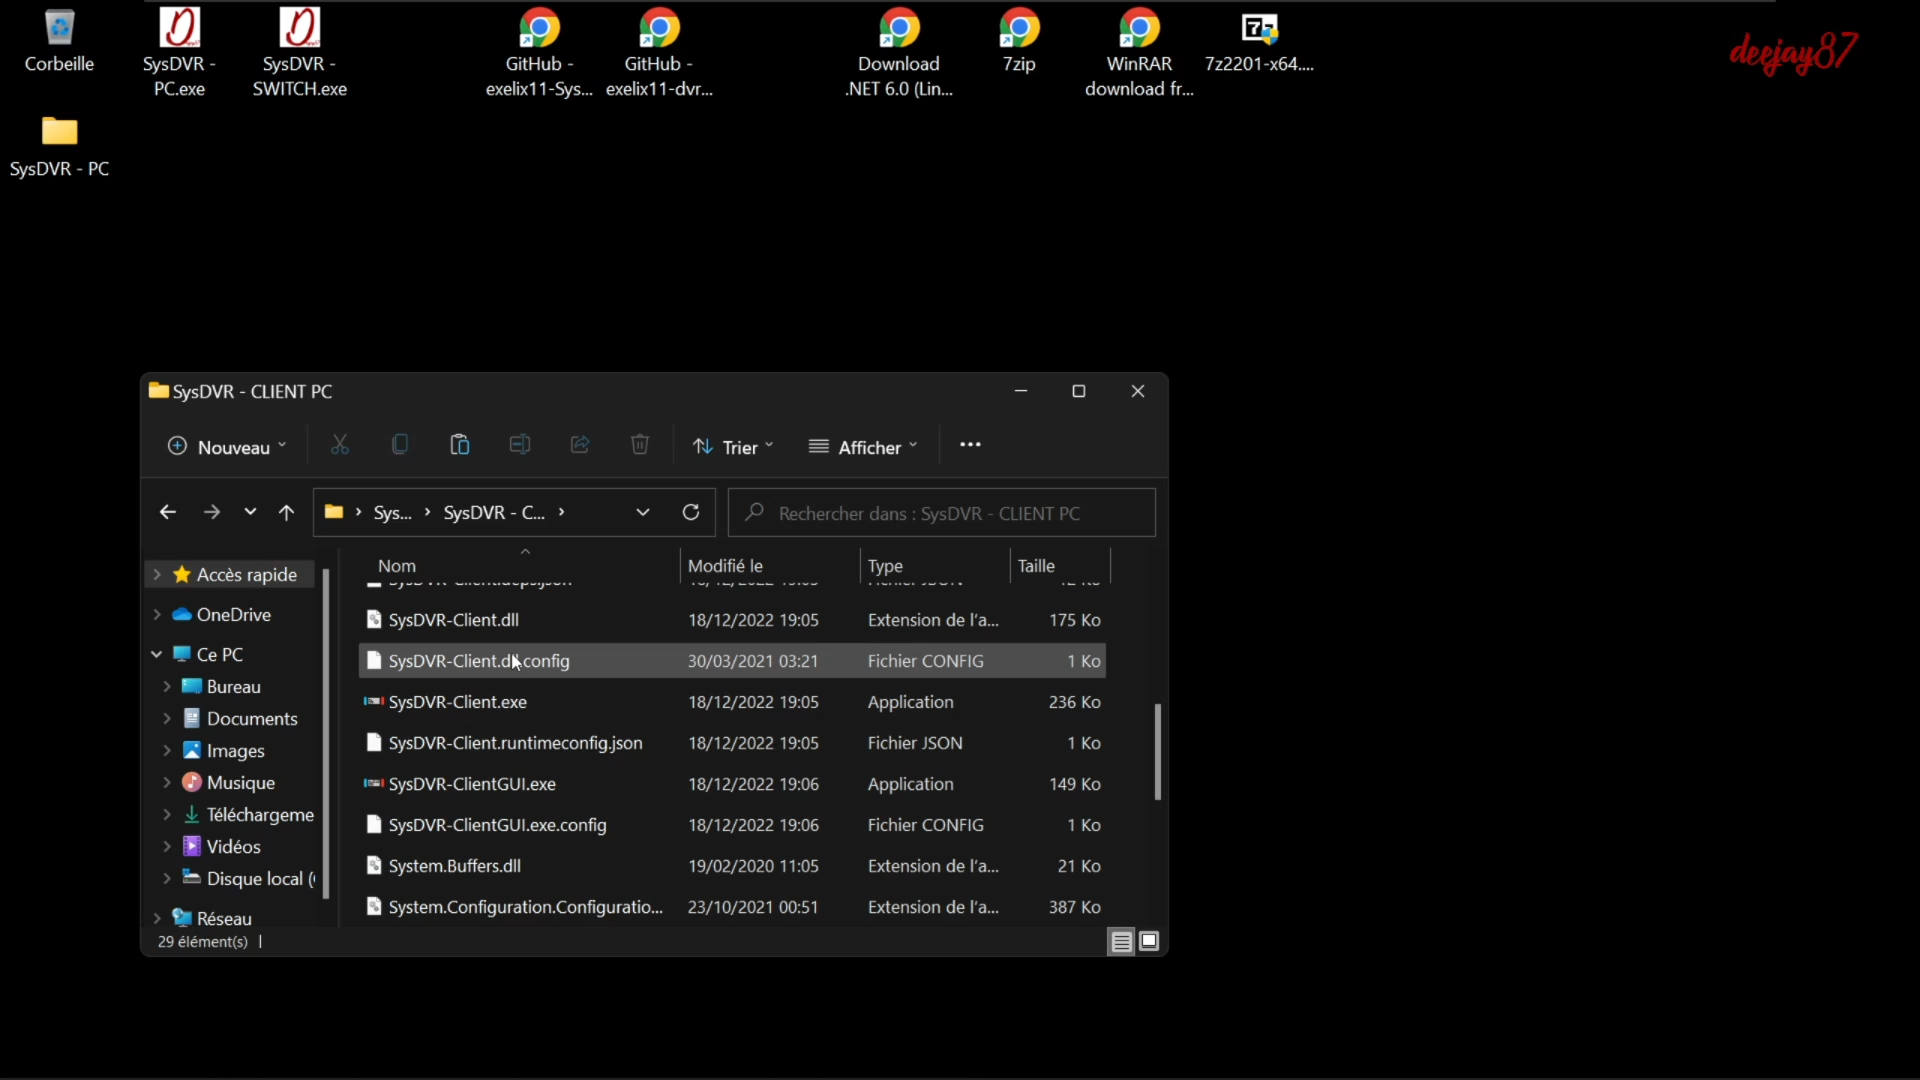 Corbeille
SysDVR -
PC.exe
SysDVR -
SWITCH.exe
GitHub -
exelix11-Sys...
GitHub -
exelix11-dvr...
Download
.NET 6.0 (Lin...
7zip
WinRAR
download fr...
7z2201-x64....
deejay87
SysDVR - PC
SysDVR - CLIENT PC
Nouveau
Trier
Afficher
Sys... > SysDVR - C... >
Rechercher dans : SysDVR - CLIENT PC
Nom Modifié le Type Taille
SysDVR-Client.dll 18/12/2022 19:05 Extension de l'a... 175 Ko
SysDVR-Client.dll.config 30/03/2021 03:21 Fichier CONFIG 1 Ko
SysDVR-Client.exe 18/12/2022 19:05 Application 236 Ko
SysDVR-Client.runtimeconfig.json 18/12/2022 19:05 Fichier JSON 1 Ko
SysDVR-ClientGUI.exe 18/12/2022 19:06 Application 149 Ko
SysDVR-ClientGUI.exe.config 18/12/2022 19:06 Fichier CONFIG 1 Ko
System.Buffers.dll 19/02/2020 11:05 Extension de l'a... 21 Ko
System.Configuration.Configuratio... 23/10/2021 00:51 Extension de l'a... 387 Ko
Accès rapide
OneDrive
Ce PC
Bureau
Documents
Images
Musique
Téléchargeme
Vidéos
Disque local (
Réseau
29 élément(s)